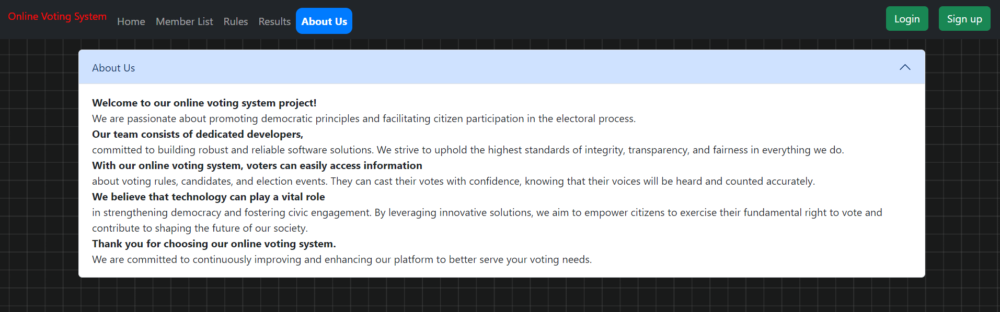 Online Voting System
Home
Member List
Rules
Results
About Us
Login
Sign up
About Us
Welcome to our online voting system project!
We are passionate about promoting democratic principles and facilitating citizen participation in the electoral process.
Our team consists of dedicated developers,
committed to building robust and reliable software solutions. We strive to uphold the highest standards of integrity, transparency, and fairness in everything we do.
With our online voting system, voters can easily access information
about voting rules, candidates, and election events. They can cast their votes with confidence, knowing that their voices will be heard and counted accurately.
We believe that technology can play a vital role
in strengthening democracy and fostering civic engagement. By leveraging innovative solutions, we aim to empower citizens to exercise their fundamental right to vote and
contribute to shaping the future of our society.
Thank you for choosing our online voting system.
We are committed to continuously improving and enhancing our platform to better serve your voting needs.